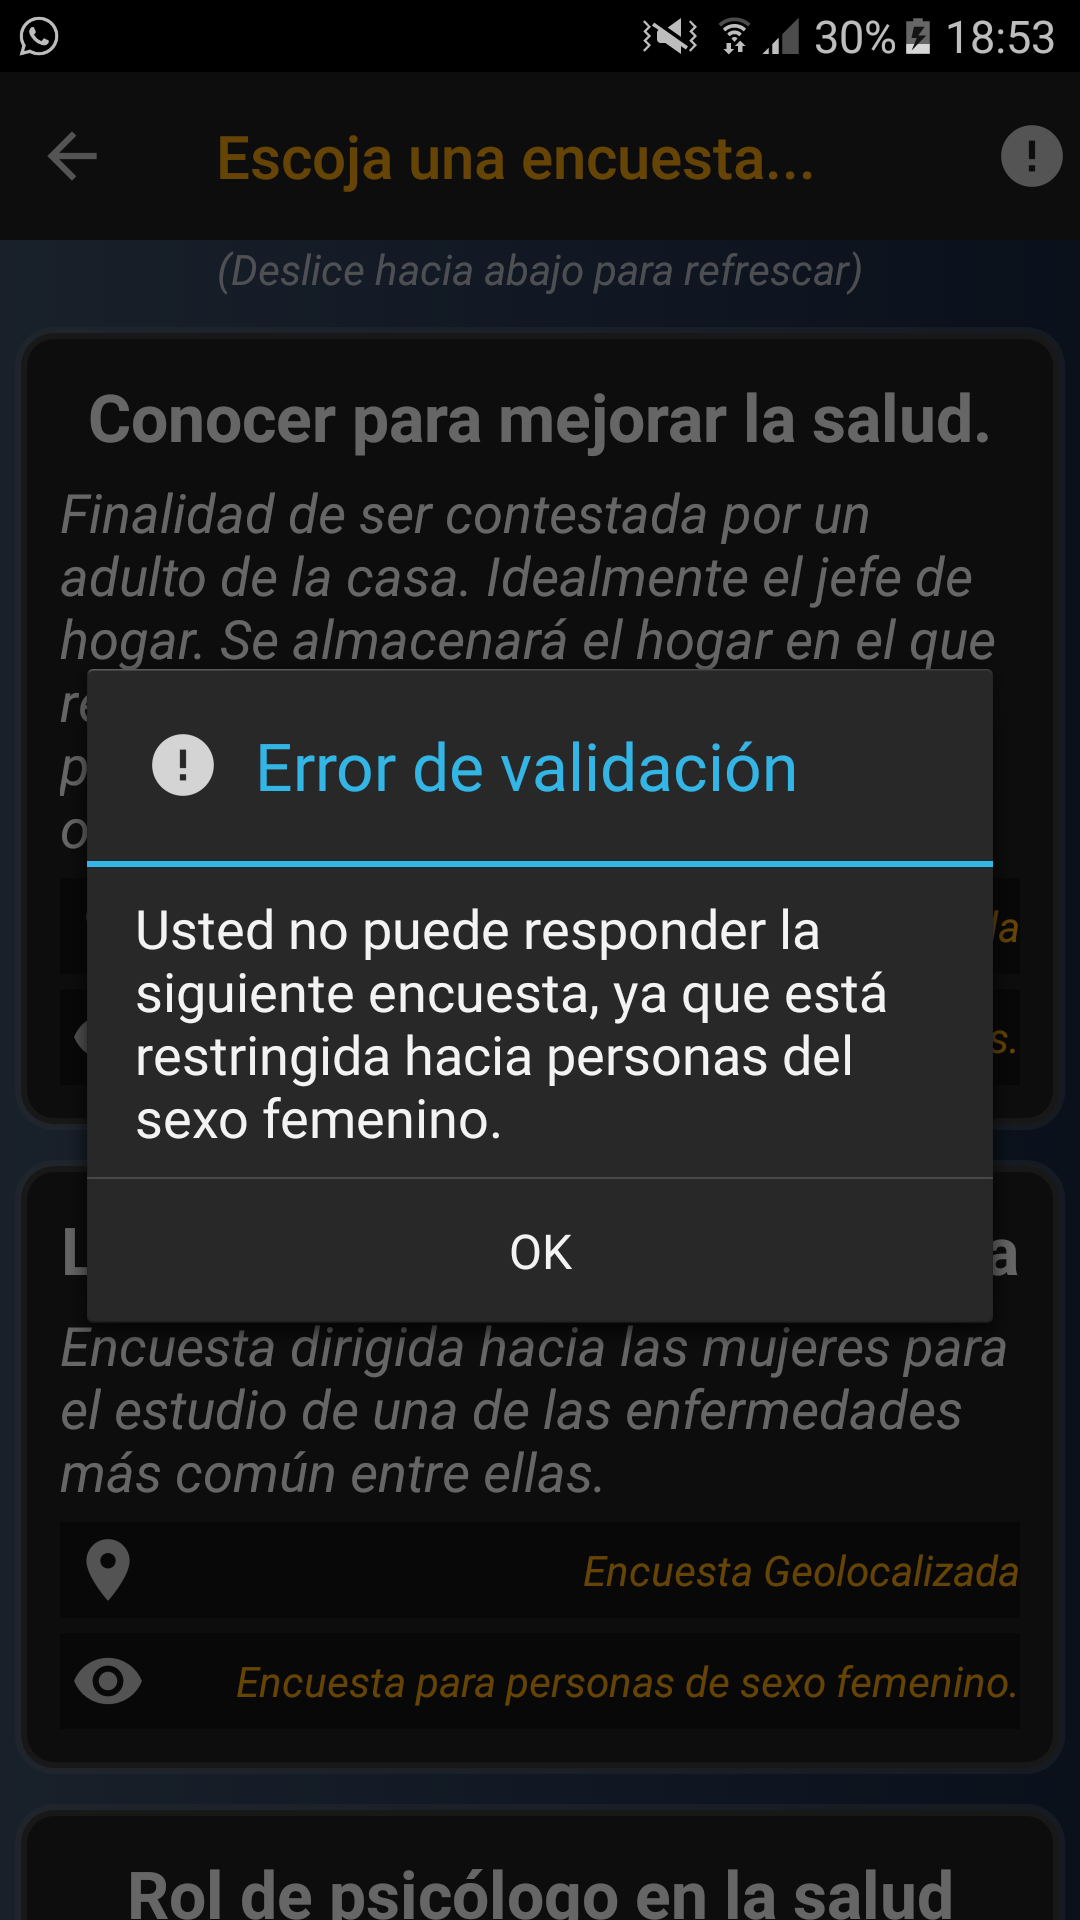 30% 18:53
Escoja una encuesta...
(Deslice hacia abajo para refrescar)
Conocer para mejorar la salud.
Finalidad de ser contestada por un
adulto de la casa. Idealmente el jefe de
hogar. Se almacenará el hogar en el que
Error de validación
Usted no puede responder la
siguiente encuesta, ya que está
restringida hacia personas del
sexo femenino.
OK
Encuesta dirigida hacia las mujeres para
el estudio de una de las enfermedades
más común entre ellas.
Encuesta Geolocalizada
Encuesta para personas de sexo femenino.
Rol de psicólogo en la salud